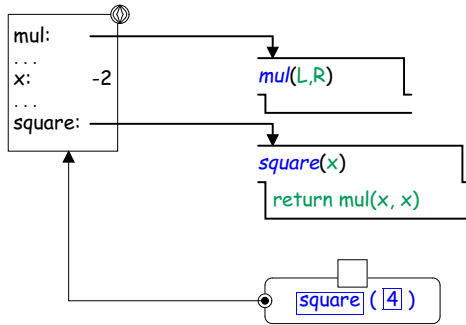 mul:
...
x: -2
...
square:
mul(L,R)
square(x)
return mul(x, x)
square ( 4 )